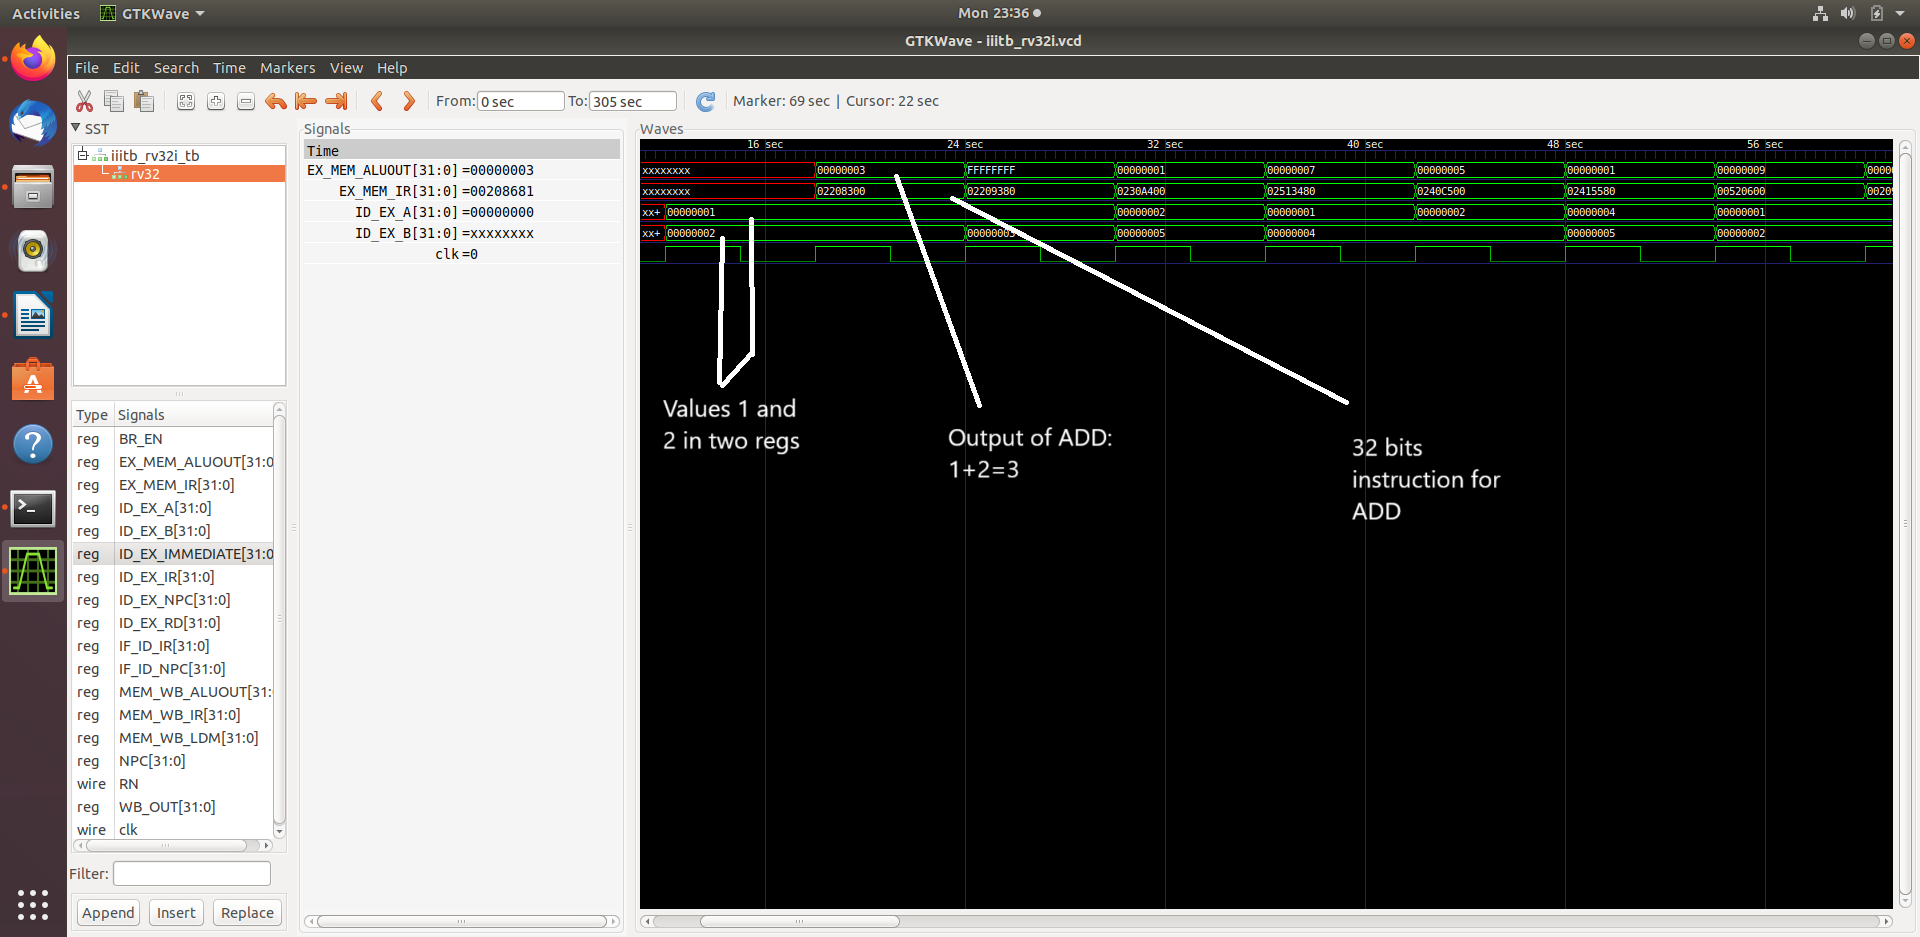 Activities GTKWave Mon 23:36
GTKWave - iiitb_rv32i.vcd
File Edit Search Time Markers View Help
From: 0 sec To: 305 sec Marker: 69 sec | Cursor: 22 sec
SST
iiitb_rv32i_tb
rv32
Type Signals
reg BR_EN
reg EX_MEM_ALUOUT[31:0
reg EX_MEM_IR[31:0]
reg ID_EX_A[31:0]
reg ID_EX_B[31:0]
reg ID_EX_IMMEDIATE[31:0
reg ID_EX_IR[31:0]
reg ID_EX_NPC[31:0]
reg ID_EX_RD[31:0]
reg IF_ID_IR[31:0]
reg IF_ID_NPC[31:0]
reg MEM_WB_ALUOUT[31:
reg MEM_WB_IR[31:0]
reg MEM_WB_LDM[31:0]
reg NPC[31:0]
wire RN
reg WB_OUT[31:0]
wire clk
Filter:
Append Insert Replace
Signals
Time
EX_MEM_ALUOUT[31:0] =00000003
EX_MEM_IR[31:0] =00208681
ID_EX_A[31:0] =00000000
ID_EX_B[31:0] =xxxxxxxx
clk =0
Waves
16 sec 24 sec 32 sec 40 sec 48 sec 56 sec
xxxxxxxx 00000003 FFFFFFFF 00000001 00000007 00000005 00000001 00000009 0000
xxxxxxxx 02208300 02209380 0230A400 02513480 0240C500 02415580 00520600 0020
xx+ 00000001 00000002 00000001 00000002 00000004 00000001
xx+ 00000002 00000003 00000005 00000004 00000005 00000002
Values 1 and
2 in two regs
Output of ADD:
1+2=3
32 bits
instruction for
ADD